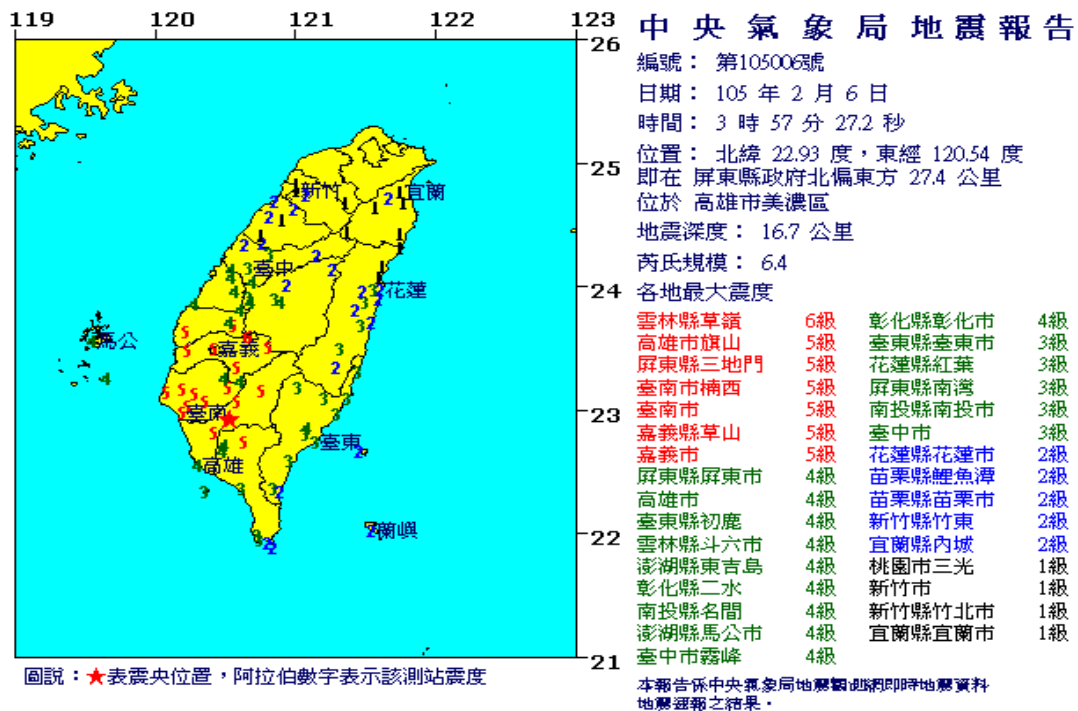 119 120 121 122 123
26
25
24
23
22
21
新竹
宜蘭
臺中
花蓮
馬公
嘉義
臺南
臺東
高雄
蘭嶼
圖說：★表震央位置，阿拉伯數字表示該測站震度
中央氣象局地震報告
編號： 第105006號
日期： 105 年 2 月 6 日
時間： 3 時 57 分 27.2 秒
位置： 北緯 22.93 度，東經 120.54 度
即在 屏東縣政府北偏東方 27.4 公里
位於 高雄市美濃區
地震深度： 16.7 公里
芮氏規模： 6.4
各地最大震度
雲林縣草嶺 6級 彰化縣彰化市 4級
高雄市旗山 5級 臺東縣臺東市 3級
屏東縣三地門 5級 花蓮縣紅葉 3級
臺南市楠西 5級 屏東縣南灣 3級
臺南市 5級 南投縣南投市 3級
嘉義縣草山 5級 臺中市 3級
嘉義市 5級 花蓮縣花蓮市 2級
屏東縣屏東市 4級 苗栗縣鯉魚潭 2級
高雄市 4級 苗栗縣苗栗市 2級
臺東縣初鹿 4級 新竹縣竹東 2級
雲林縣斗六市 4級 宜蘭縣內城 2級
澎湖縣東吉島 4級 桃園市三光 1級
彰化縣二水 4級 新竹市 1級
南投縣名間 4級 新竹縣竹北市 1級
澎湖縣馬公市 4級 宜蘭縣宜蘭市 1級
臺中市霧峰 4級
本報告係中央氣象局地震觀測網即時地震資料
地震速報之結果。